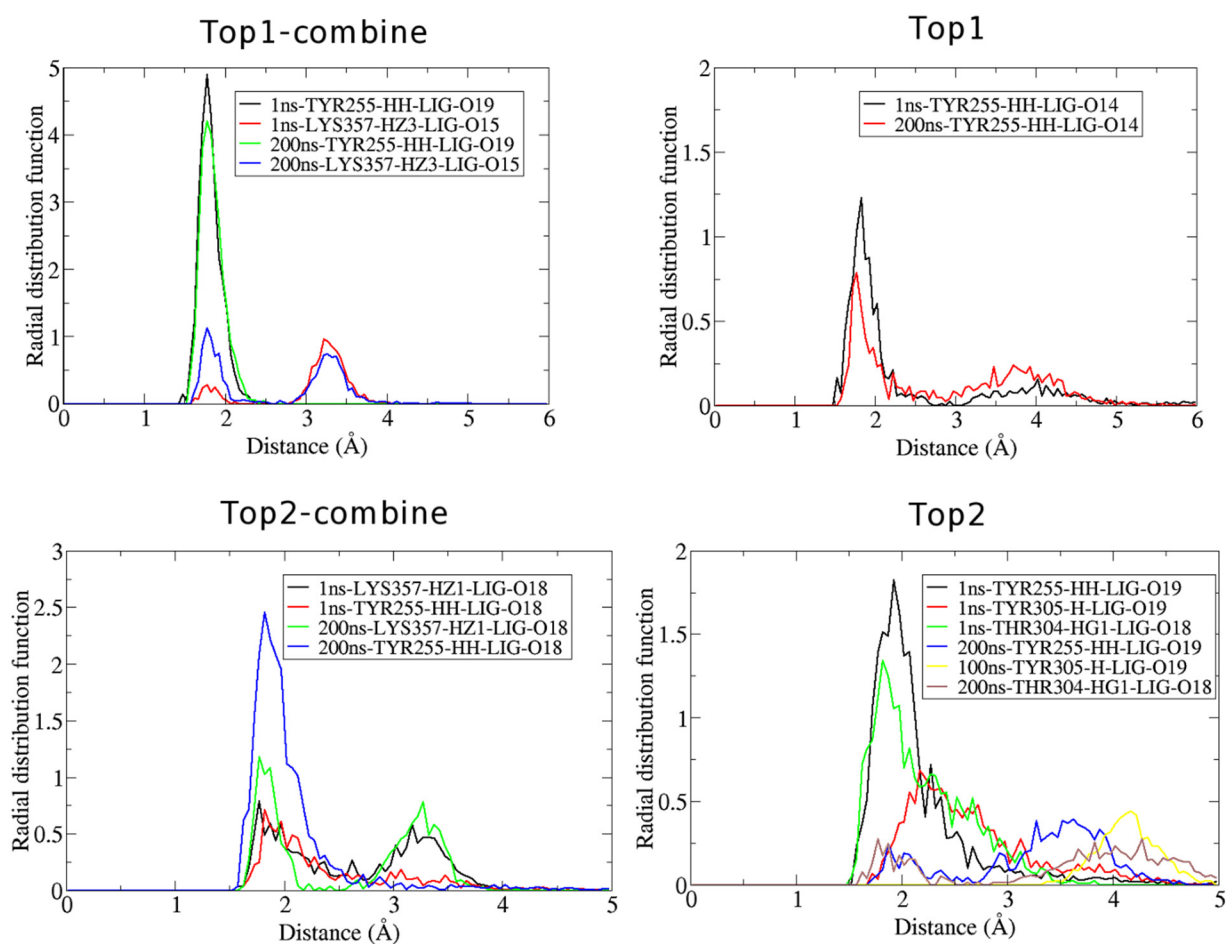 Top1-combine
5
4
3
2
1
0
0 1 2 3 4 5 6
Radial distribution function
Distance (Å)
1ns-TYR255-HH-LIG-O19
1ns-LYS357-HZ3-LIG-O15
200ns-TYR255-HH-LIG-O19
200ns-LYS357-HZ3-LIG-O15
Top1
2
1.5
1
0.5
0
0 1 2 3 4 5 6
Radial distribution function
Distance (Å)
1ns-TYR255-HH-LIG-O14
200ns-TYR255-HH-LIG-O14
Top2-combine
3
2.5
2
1.5
1
0.5
0
0 1 2 3 4 5
Radial distribution function
Distance (Å)
1ns-LYS357-HZ1-LIG-O18
1ns-TYR255-HH-LIG-O18
200ns-LYS357-HZ1-LIG-O18
200ns-TYR255-HH-LIG-O18
Top2
2
1.5
1
0.5
0
0 1 2 3 4 5
Radial distribution function
Distance (Å)
1ns-TYR255-HH-LIG-O19
1ns-TYR305-H-LIG-O19
1ns-THR304-HG1-LIG-O18
200ns-TYR255-HH-LIG-O19
100ns-TYR305-H-LIG-O19
200ns-THR304-HG1-LIG-O18